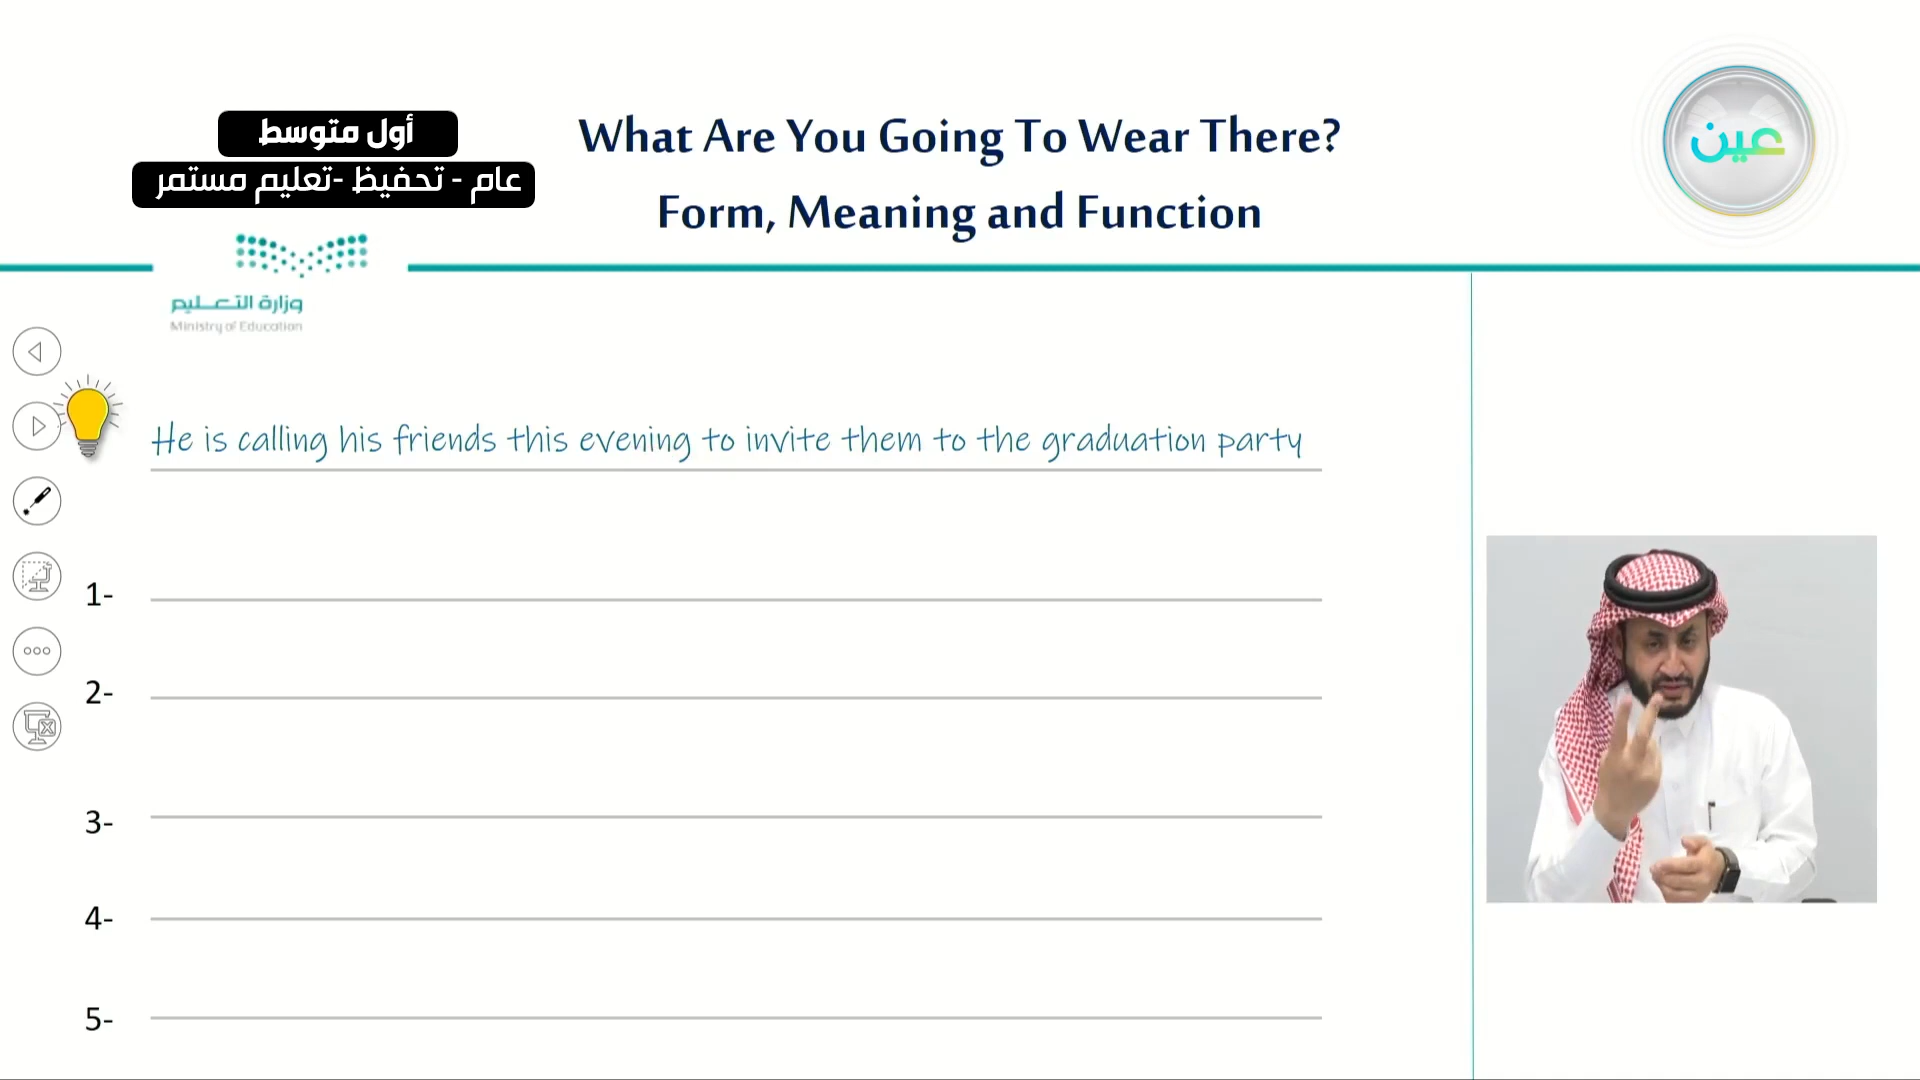 أول متوسط
عام - تحفيظ -تعليم مستمر
What Are You Going To Wear There?
Form, Meaning and Function
عين
وزارة التعليم
Ministry of Education
He is calling his friends this evening to invite them to the graduation party
1-
2-
3-
4-
5-